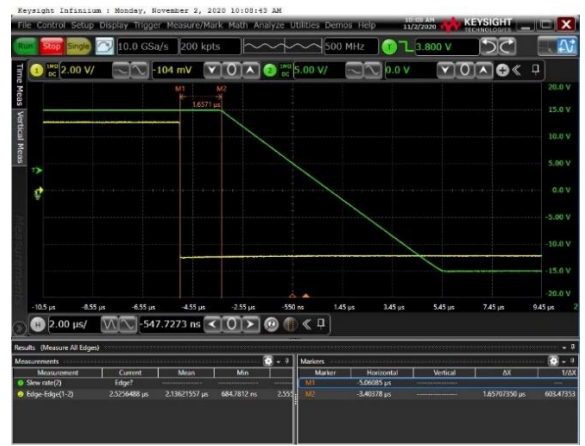 Keysight Infiniium : Monday, November 2, 2020 10:08:43 AM
File Control Setup Display Trigger Measure/Mark Math Analyze Utilities Demos Help 10:08 AM 11/2/2020 KEYSIGHT TECHNOLOGIES
Run Stop Single 10.0 GSa/s 200 kpts 500 MHz 3.800 V
1 2.00 V/ -104 mV 2 5.00 V/ 0.0 V
Time Meas
Vertical Meas
Measurements
M1 M2
1.6571 µs
20.0 V
15.0 V
10.0 V
5.00 V
0.0 V
-5.00 V
-10.0 V
-15.0 V
-20.0 V
-10.5 µs -8.55 µs -6.55 µs -4.55 µs -2.55 µs -550 ns 1.45 µs 3.45 µs 5.45 µs 7.45 µs 9.45 µs
H 2.00 µs/ -547.7273 ns
Results (Measure All Edges)
Measurements
Measurement Current Mean Min
Slew rate(2) Edge?
Edge-Edge(1-2) 2.5256488 µs 2.13621557 µs 684.7812 ns 2.555
Markers
Marker Horizontal Vertical ΔX 1/ΔX
M1 -5.06085 µs
M2 -3.40378 µs 1.65707350 µs 603.47353